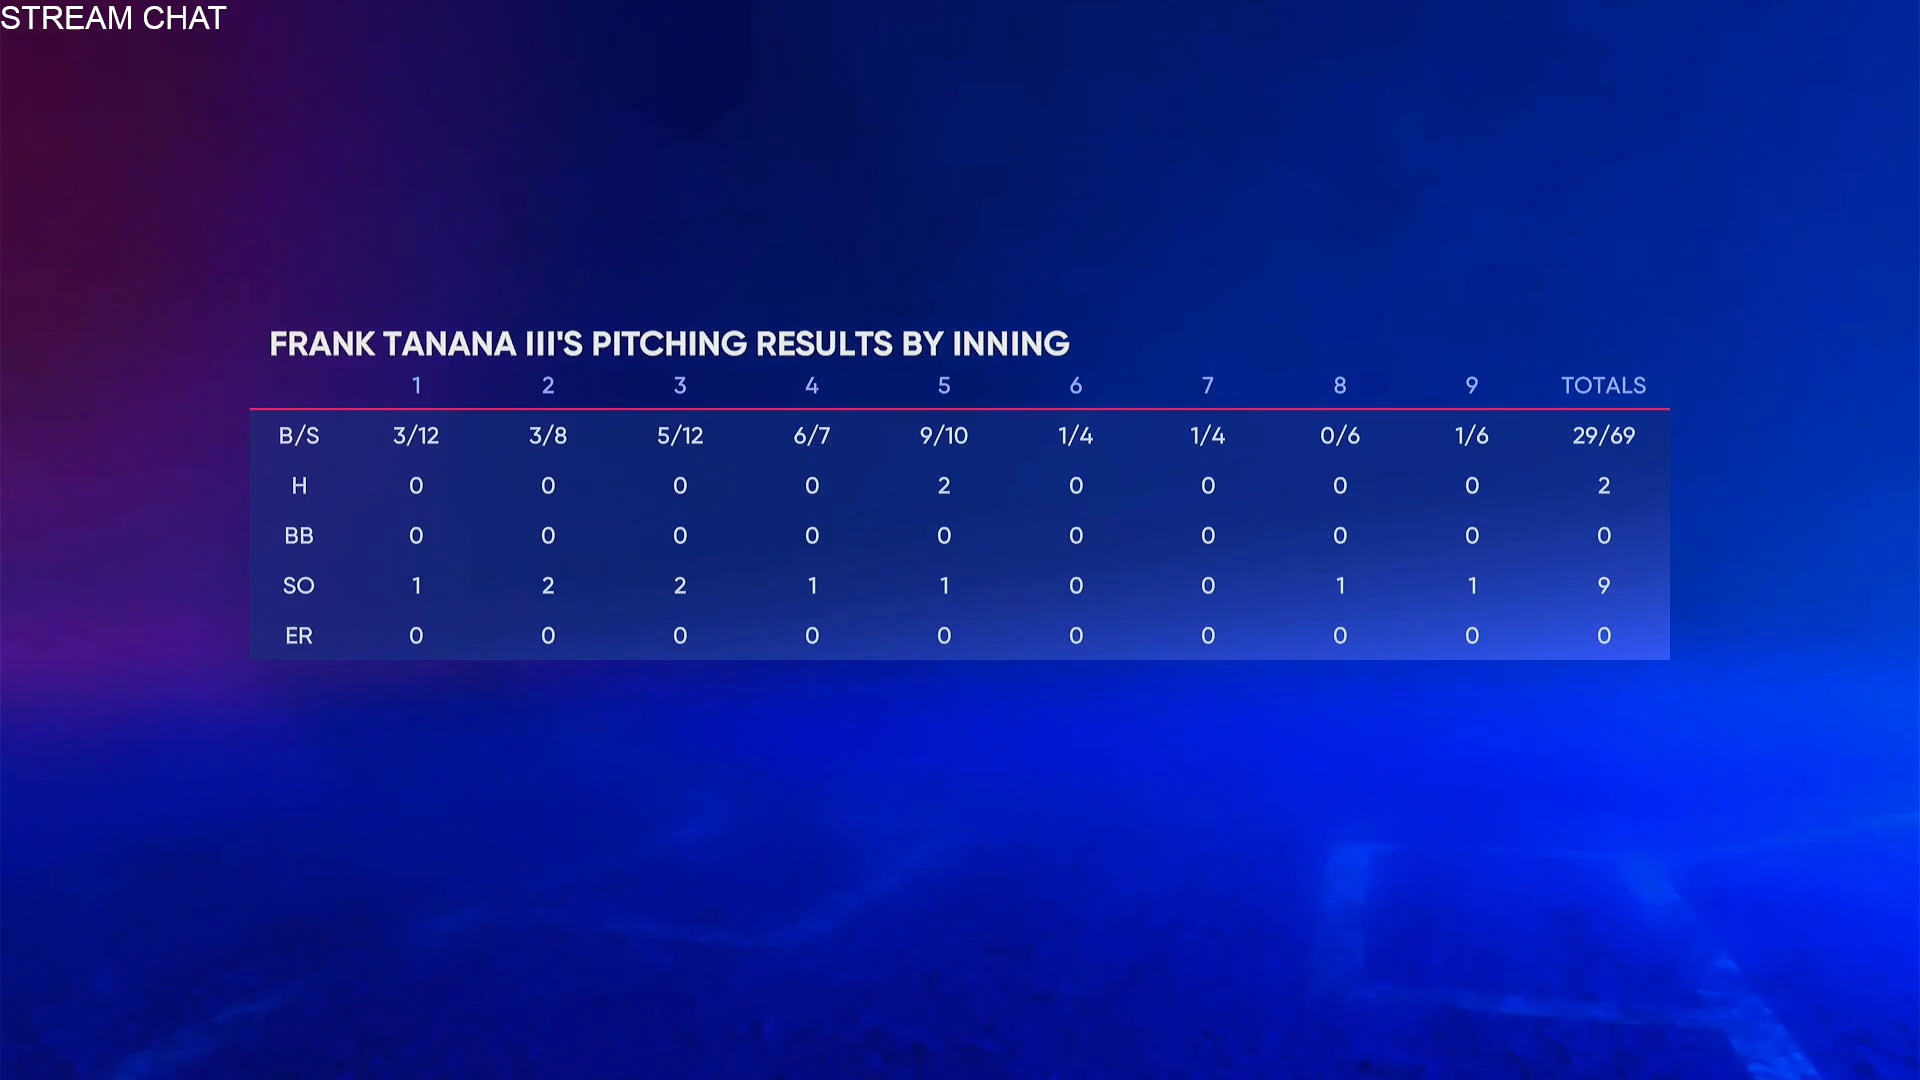 STREAM CHAT
FRANK TANANA III'S PITCHING RESULTS BY INNING
1 2 3 4 5 6 7 8 9 TOTALS
B/S 3/12 3/8 5/12 6/7 9/10 1/4 1/4 0/6 1/6 29/69
H 0 0 0 0 2 0 0 0 0 2
BB 0 0 0 0 0 0 0 0 0 0
SO 1 2 2 1 1 0 0 1 1 9
ER 0 0 0 0 0 0 0 0 0 0